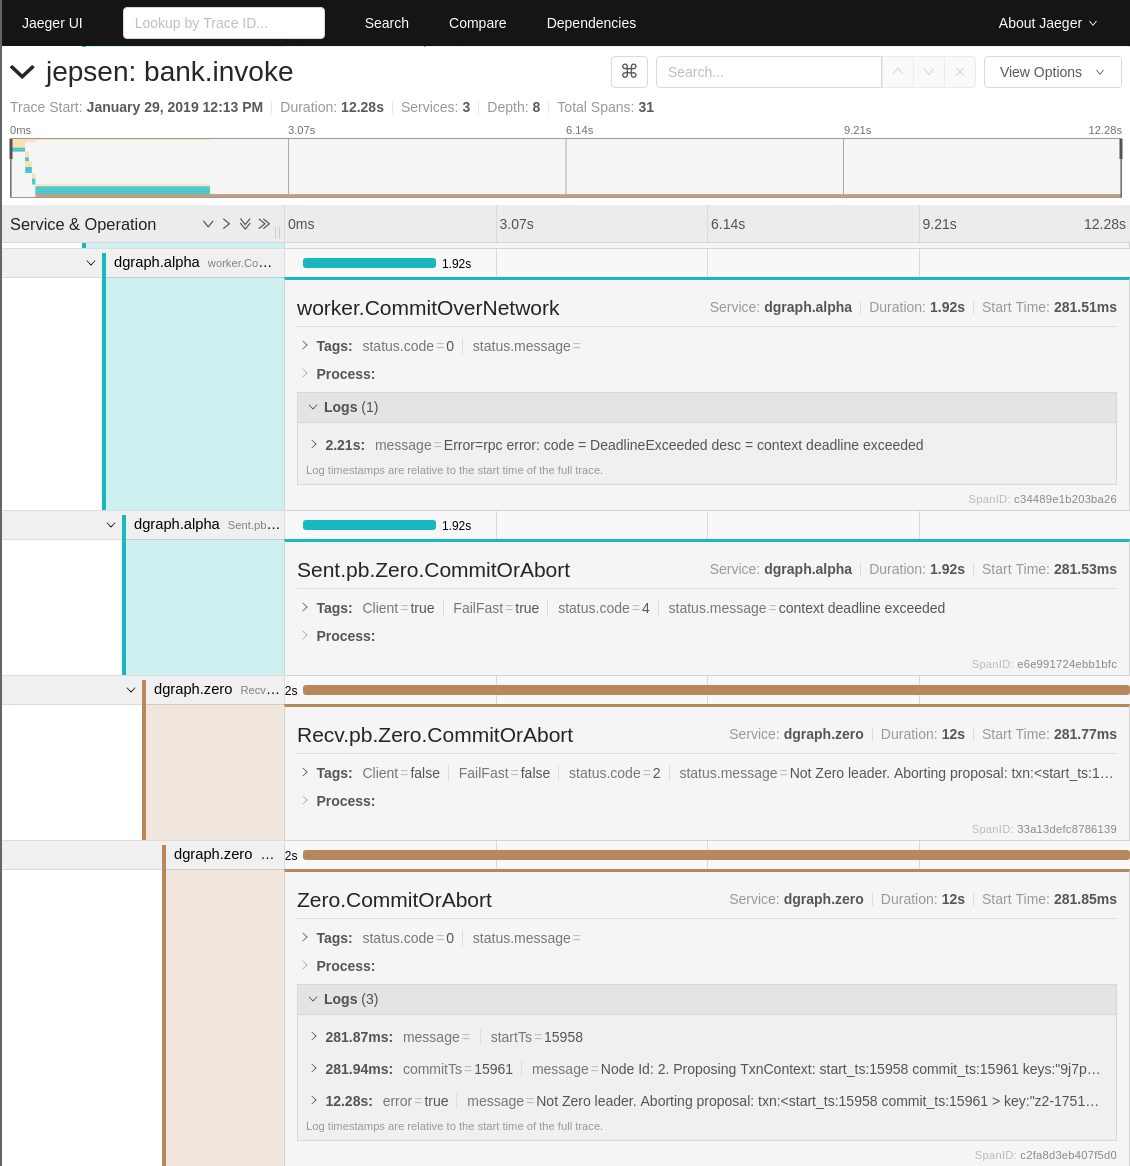 Jaeger UI Lookup by Trace ID... Search Compare Dependencies About Jaeger
jepsen: bank.invoke ⌘ Search... View Options
Trace Start: January 29, 2019 12:13 PM Duration: 12.28s Services: 3 Depth: 8 Total Spans: 31
0ms 3.07s 6.14s 9.21s 12.28s
Service & Operation 0ms 3.07s 6.14s 9.21s 12.28s
dgraph.alpha worker.Co... 1.92s
worker.CommitOverNetwork Service: dgraph.alpha Duration: 1.92s Start Time: 281.51ms
Tags: status.code = 0 status.message =
Process:
Logs (1)
2.21s: message = Error=rpc error: code = DeadlineExceeded desc = context deadline exceeded
Log timestamps are relative to the start time of the full trace.
SpanID: c34489e1b203ba26
dgraph.alpha Sent.pb... 1.92s
Sent.pb.Zero.CommitOrAbort Service: dgraph.alpha Duration: 1.92s Start Time: 281.53ms
Tags: Client = true FailFast = true status.code = 4 status.message = context deadline exceeded
Process:
SpanID: e6e991724ebb1bfc
dgraph.zero Recv... 2s
Recv.pb.Zero.CommitOrAbort Service: dgraph.zero Duration: 12s Start Time: 281.77ms
Tags: Client = false FailFast = false status.code = 2 status.message = Not Zero leader. Aborting proposal: txn:<start_ts:1...
Process:
SpanID: 33a13defc8786139
dgraph.zero ... 2s
Zero.CommitOrAbort Service: dgraph.zero Duration: 12s Start Time: 281.85ms
Tags: status.code = 0 status.message =
Process:
Logs (3)
281.87ms: message = startTs = 15958
281.94ms: commitTs = 15961 message = Node Id: 2. Proposing TxnContext: start_ts:15958 commit_ts:15961 keys:"9j7p...
12.28s: error = true message = Not Zero leader. Aborting proposal: txn:<start_ts:15958 commit_ts:15961 > key:"z2-1751...
Log timestamps are relative to the start time of the full trace.
SpanID: c2fa8d3eb407f5d0